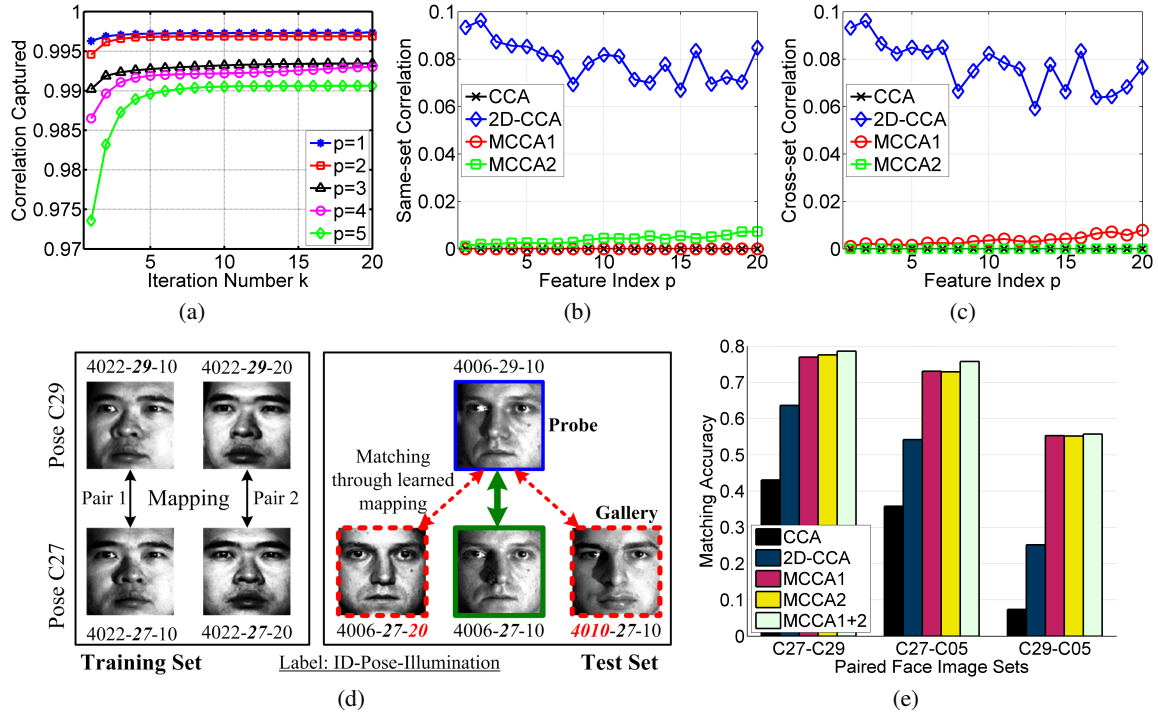 Correlation Captured
0.995
0.99
0.985
0.98
0.975
0.97
5 10 15 20
Iteration Number k
p=1
p=2
p=3
p=4
p=5
(a)
Same-set Correlation
0.1
0.08
0.06
0.04
0.02
0
5 10 15 20
Feature Index p
CCA
2D-CCA
MCCA1
MCCA2
(b)
Cross-set Correlation
0.1
0.08
0.06
0.04
0.02
0
5 10 15 20
Feature Index p
CCA
2D-CCA
MCCA1
MCCA2
(c)
4022-29-10 4022-29-20
Pose C29
Pair 1 Mapping Pair 2
Pose C27
4022-27-10 4022-27-20
Training Set
4006-29-10
Probe
Matching
through learned
mapping
Gallery
4006-27-20 4006-27-10 4010-27-10
Label: ID-Pose-Illumination
Test Set
(d)
Matching Accuracy
0.8
0.7
0.6
0.5
0.4
0.3
0.2
0.1
0
CCA
2D-CCA
MCCA1
MCCA2
MCCA1+2
C27-C29 C27-C05 C29-C05
Paired Face Image Sets
(e)